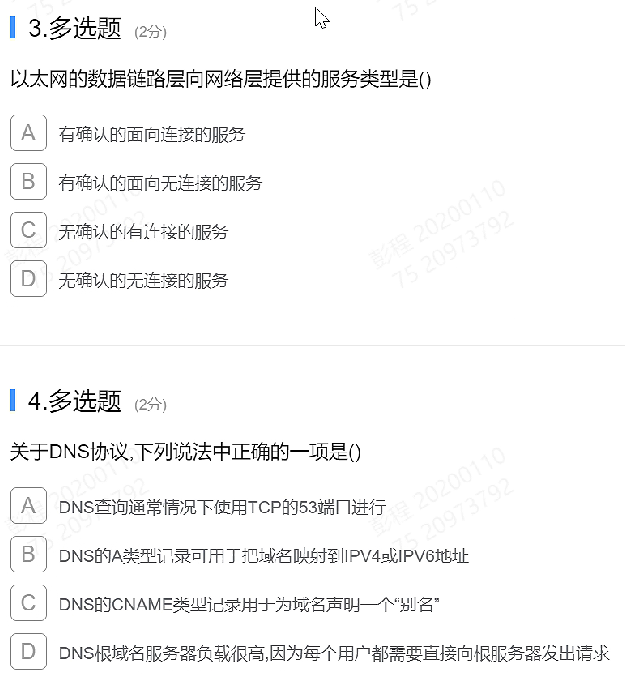 3.多选题 (2分)
以太网的数据链路层向网络层提供的服务类型是()
A 有确认的面向连接的服务
B 有确认的面向无连接的服务
C 无确认的有连接的服务
D 无确认的无连接的服务
彭程 20200110
75 20973792
4.多选题 (2分)
关于DNS协议,下列说法中正确的一项是()
A DNS查询通常情况下使用TCP的53端口进行
B DNS的A类型记录可用于把域名映射到IPV4或IPV6地址
C DNS的CNAME类型记录用于为域名声明一个“别名”
D DNS根域名服务器负载很高,因为每个用户都需要直接向根服务器发出请求
彭程 20200110
75 20973792